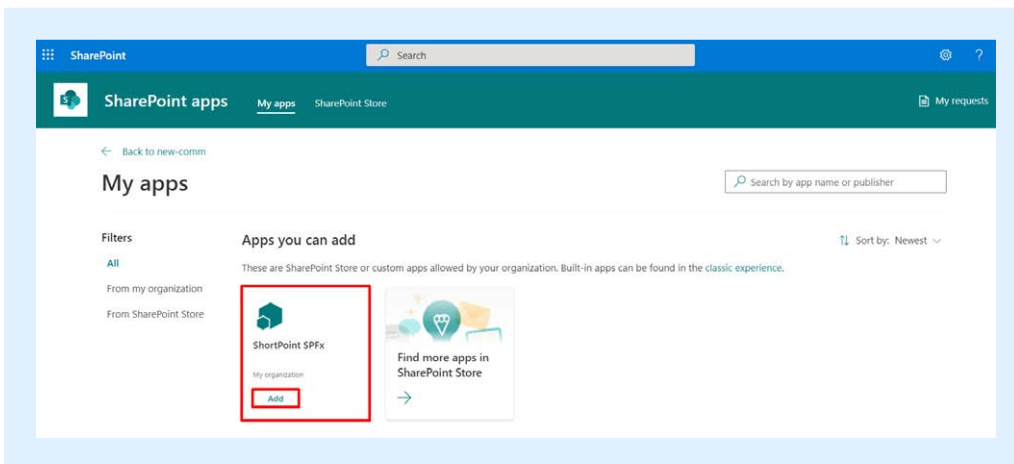 SharePoint
Search
?
SharePoint apps
My apps
SharePoint Store
My requests
Back to new-comm
My apps
Search by app name or publisher
Filters
All
From my organization
From SharePoint Store
Apps you can add
Sort by: Newest
These are SharePoint Store or custom apps allowed by your organization. Built-in apps can be found in the classic experience.
ShortPoint SPFx
My organization
Add
Find more apps in
SharePoint Store